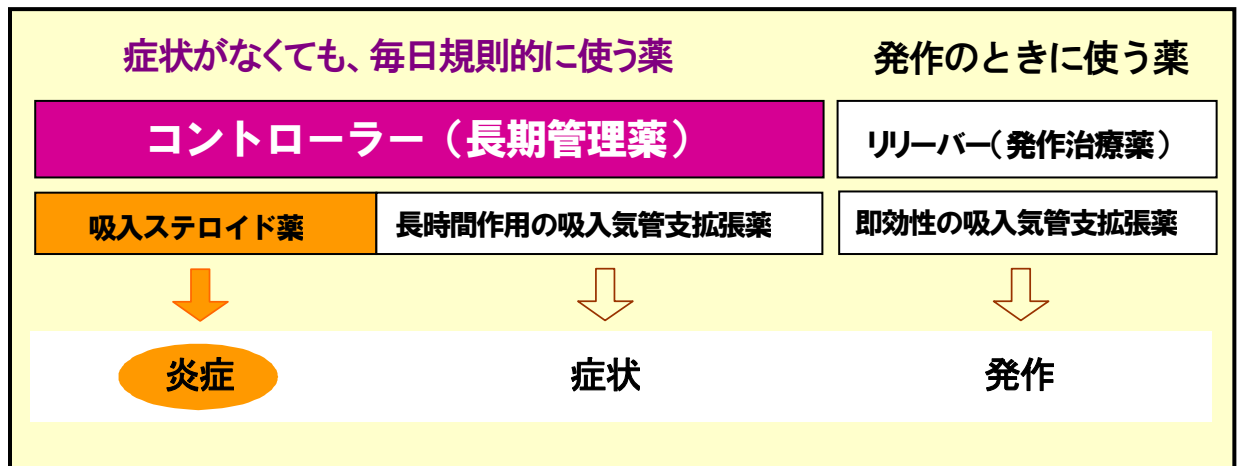 症状がなくても、毎日規則的に使う薬
発作のときに使う薬
コントローラー（長期管理薬）
リリーバー（発作治療薬）
吸入ステロイド薬
長時間作用の吸入気管支拡張薬
即効性の吸入気管支拡張薬
炎症
症状
発作